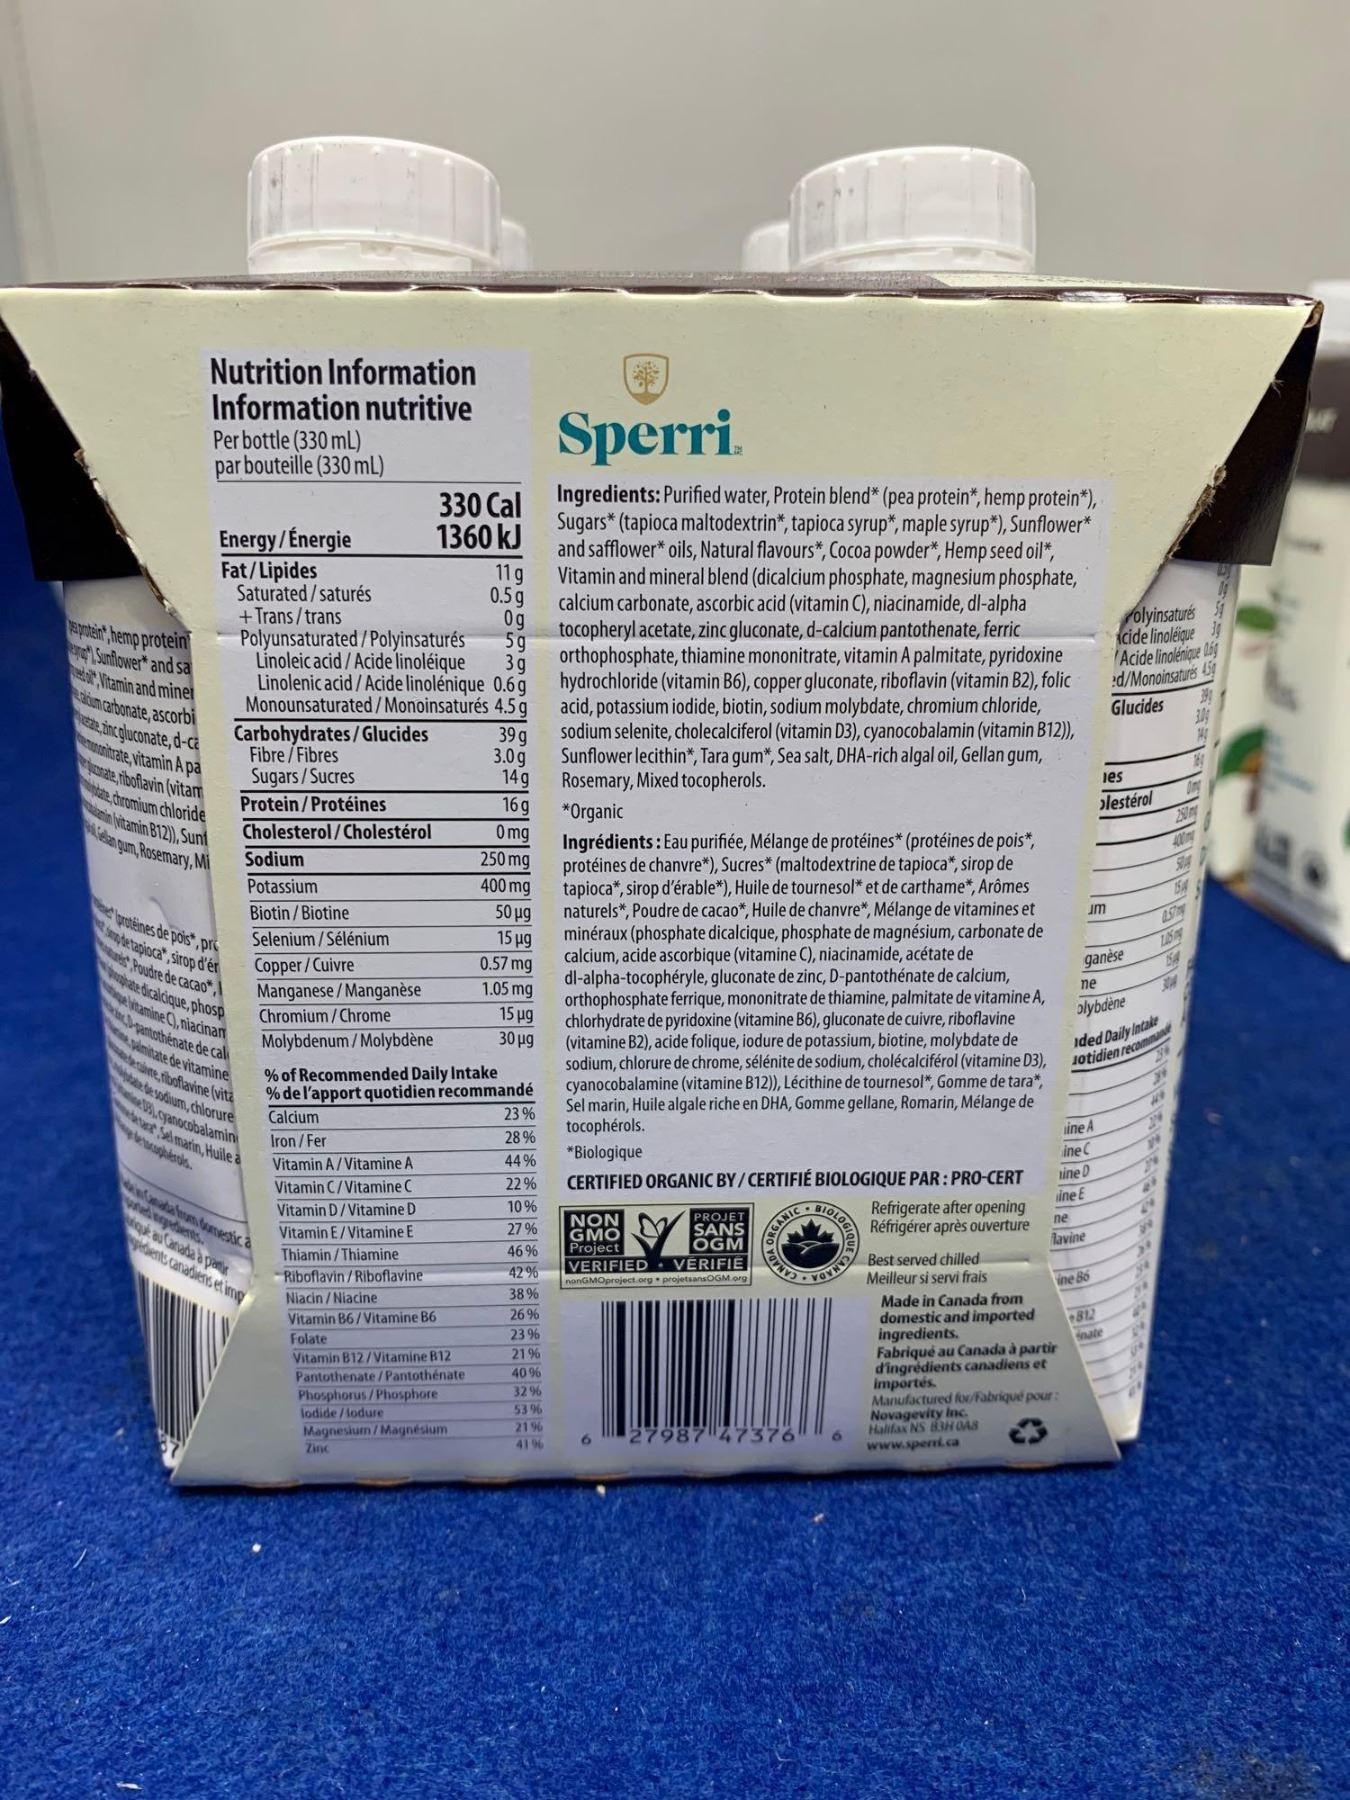 Nutrition Information
Information nutritive
Per bottle (330 mL)
par bouteille (330 mL)
330 Cal
Energy / Énergie 1360 kJ
Fat / Lipides 11 g
Saturated / saturés 0.5 g
+ Trans / trans 0 g
Polyunsaturated / Polyinsaturés 5 g
Linoleic acid / Acide linoléique 3 g
Linolenic acid / Acide linolénique 0.6 g
Monounsaturated / Monoinsaturés 4.5 g
Carbohydrates / Glucides 39 g
Fibre / Fibres 3.0 g
Sugars / Sucres 14 g
Protein / Protéines 16 g
Cholesterol / Cholestérol 0 mg
Sodium 250 mg
Potassium 400 mg
Biotin / Biotine 50 µg
Selenium / Sélénium 15 µg
Copper / Cuivre 0.57 mg
Manganese / Manganèse 1.05 mg
Chromium / Chrome 15 µg
Molybdenum / Molybdène 30 µg
% of Recommended Daily Intake
% de l'apport quotidien recommandé
Calcium 23 %
Iron / Fer 28 %
Vitamin A / Vitamine A 44 %
Vitamin C / Vitamine C 22 %
Vitamin D / Vitamine D 10 %
Vitamin E / Vitamine E 27 %
Thiamin / Thiamine 46 %
Riboflavin / Riboflavine 42 %
Niacin / Niacine 38 %
Vitamin B6 / Vitamine B6 26 %
Folate 23 %
Vitamin B12 / Vitamine B12 21 %
Pantothenate / Pantothénate 40 %
Phosphorus / Phosphore 32 %
Iodide / Iodure 53 %
Magnesium / Magnésium 21 %
Zinc 41 %
Sperri
Ingredients: Purified water, Protein blend* (pea protein*, hemp protein*),
Sugars* (tapioca maltodextrin*, tapioca syrup*, maple syrup*), Sunflower*
and safflower* oils, Natural flavours*, Cocoa powder*, Hemp seed oil*,
Vitamin and mineral blend (dicalcium phosphate, magnesium phosphate,
calcium carbonate, ascorbic acid (vitamin C), niacinamide, dl-alpha
tocopheryl acetate, zinc gluconate, d-calcium pantothenate, ferric
orthophosphate, thiamine mononitrate, vitamin A palmitate, pyridoxine
hydrochloride (vitamin B6), copper gluconate, riboflavin (vitamin B2), folic
acid, potassium iodide, biotin, sodium molybdate, chromium chloride,
sodium selenite, cholecalciferol (vitamin D3), cyanocobalamin (vitamin B12)),
Sunflower lecithin*, Tara gum*, Sea salt, DHA-rich algal oil, Gellan gum,
Rosemary, Mixed tocopherols.
*Organic
Ingrédients : Eau purifiée, Mélange de protéines* (protéines de pois*,
protéines de chanvre*), Sucres* (maltodextrine de tapioca*, sirop de
tapioca*, sirop d'érable*), Huile de tournesol* et de carthame*, Arômes
naturels*, Poudre de cacao*, Huile de chanvre*, Mélange de vitamines et
minéraux (phosphate dicalcique, phosphate de magnésium, carbonate de
calcium, acide ascorbique (vitamine C), niacinamide, acétate de
dl-alpha-tocophéryle, gluconate de zinc, D-pantothénate de calcium,
orthophosphate ferrique, mononitrate de thiamine, palmitate de vitamine A,
chlorhydrate de pyridoxine (vitamine B6), gluconate de cuivre, riboflavine
(vitamine B2), acide folique, iodure de potassium, biotine, molybdate de
sodium, chlorure de chrome, sélénite de sodium, cholécalciférol (vitamine D3),
cyanocobalamine (vitamine B12)), Lécithine de tournesol*, Gomme de tara*,
Sel marin, Huile algale riche en DHA, Gomme gellane, Romarin, Mélange de
tocophérols.
*Biologique
CERTIFIED ORGANIC BY / CERTIFIÉ BIOLOGIQUE PAR : PRO-CERT
NON GMO Project VERIFIED
PROJET SANS OGM VÉRIFIÉ
nonGMOproject.org • projetsansOGM.org
CANADA ORGANIC • BIOLOGIQUE CANADA
Refrigerate after opening
Réfrigérer après ouverture
Best served chilled
Meilleur si servi frais
Made in Canada from
domestic and imported
ingredients.
Fabriqué au Canada à partir
d'ingrédients canadiens et
importés.
Manufactured for/Fabriqué pour :
Novagevity Inc.
Halifax NS B3H 0A8
www.sperri.ca
6 27987 47376 6